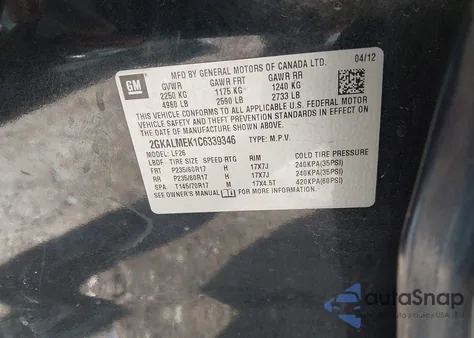 GM
MFD BY GENERAL MOTORS OF CANADA LTD. 04/12
GVWR GAWR FRT GAWR RR
2250 KG 1175 KG 1240 KG
4960 LB 2590 LB 2733 LB
THIS VEHICLE CONFORMS TO ALL APPLICABLE U.S. FEDERAL MOTOR
VEHICLE SAFETY, BUMPER, AND THEFT PREVENTION STANDARDS
IN EFFECT ON THE DATE OF MANUFACTURE SHOWN ABOVE.
2GKALMEK1C6339346 TYPE: M.P.V.
MODEL: LF26
LBDF TIRE SIZE SPEED RTG RIM COLD TIRE PRESSURE
FRT P235/60R17 H 17X7J 240KPA(35PSI)
RR P235/60R17 H 17X7J 240KPA(35PSI)
SPA T145/70R17 M 17X4.5T 420KPA(60PSI)
SEE OWNER'S MANUAL FOR MORE INFORMATION.
autoSnap